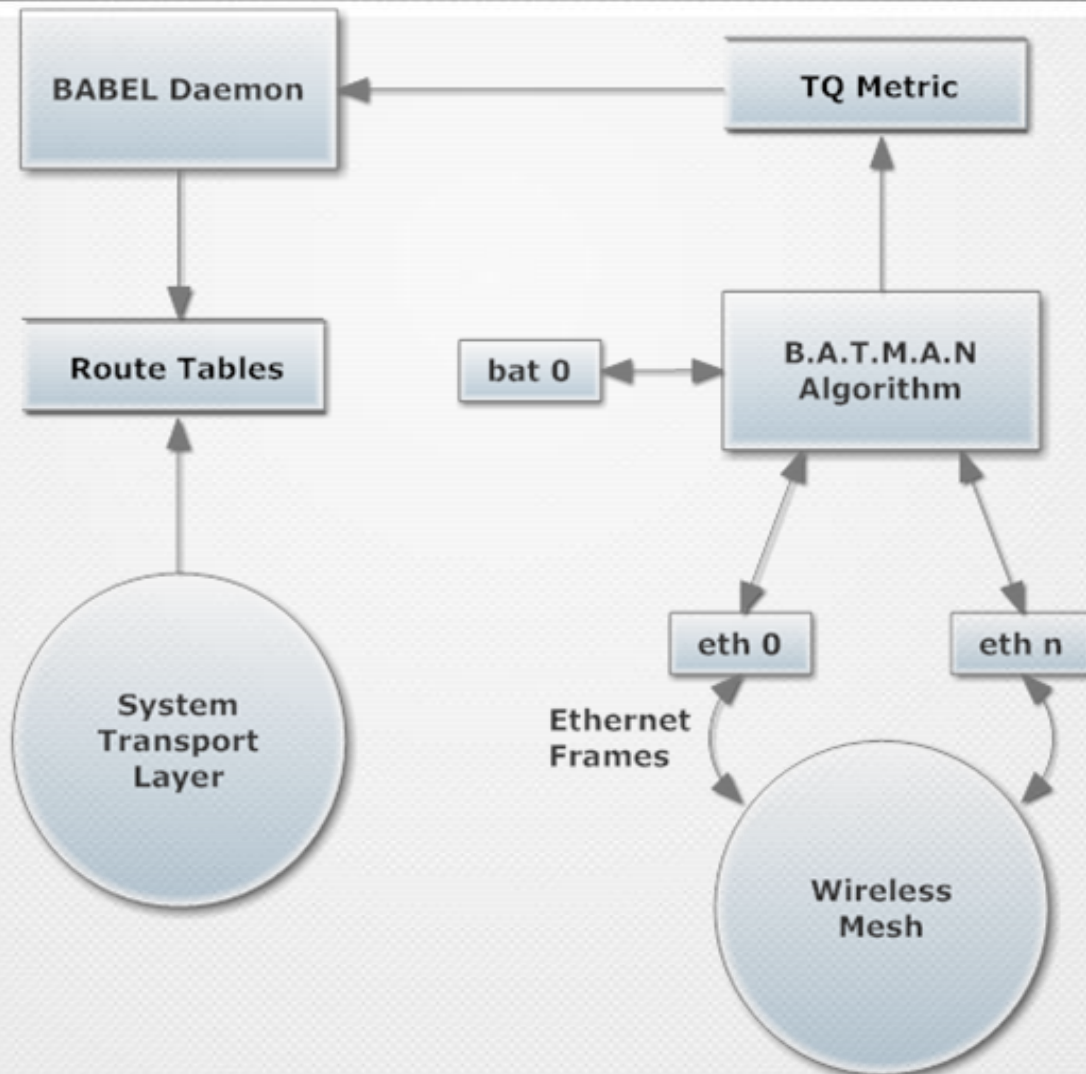 BABEL Daemon
TQ Metric
Route Tables
bat 0
B.A.T.M.A.N
Algorithm
eth 0
eth n
Ethernet
Frames
System
Transport
Layer
Wireless
Mesh